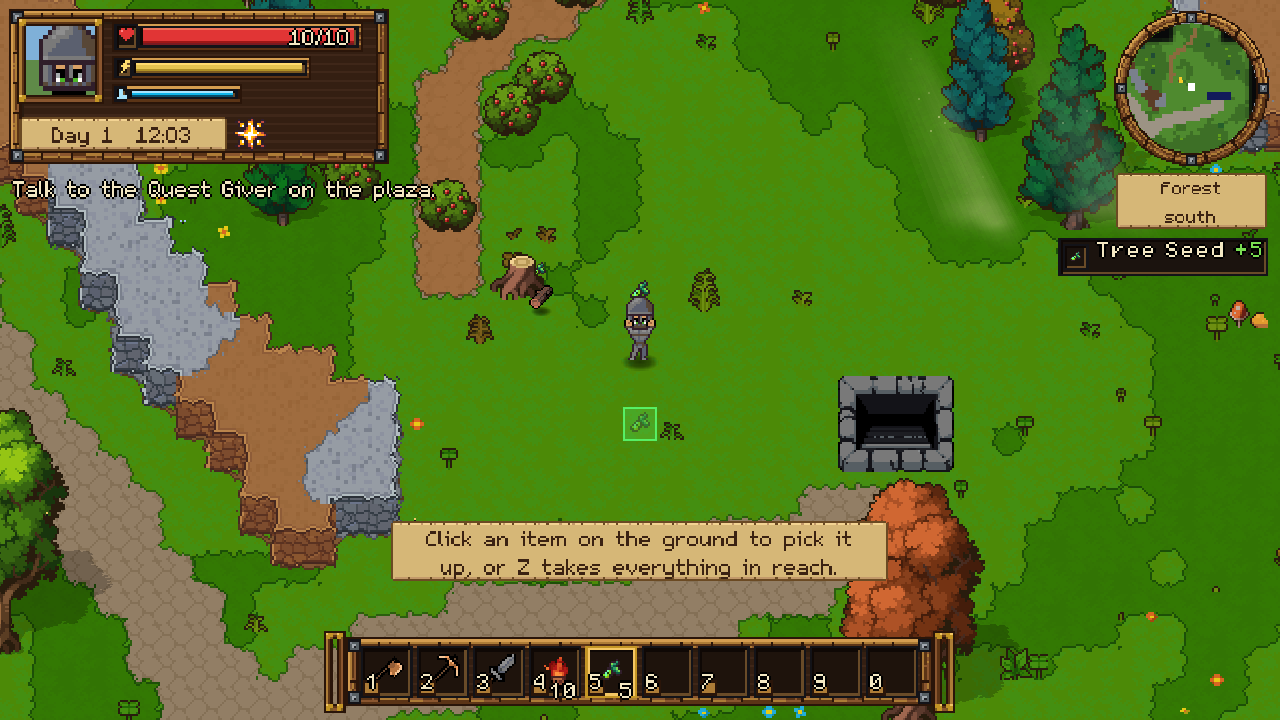 10/10
Day 1 12:03
Talk to the Quest Giver on the plaza.
Forest
south
Tree Seed +5
Click an item on the ground to pick it
up, or Z takes everything in reach.
1 2 3 4 10 5 5 6 7 8 9 0